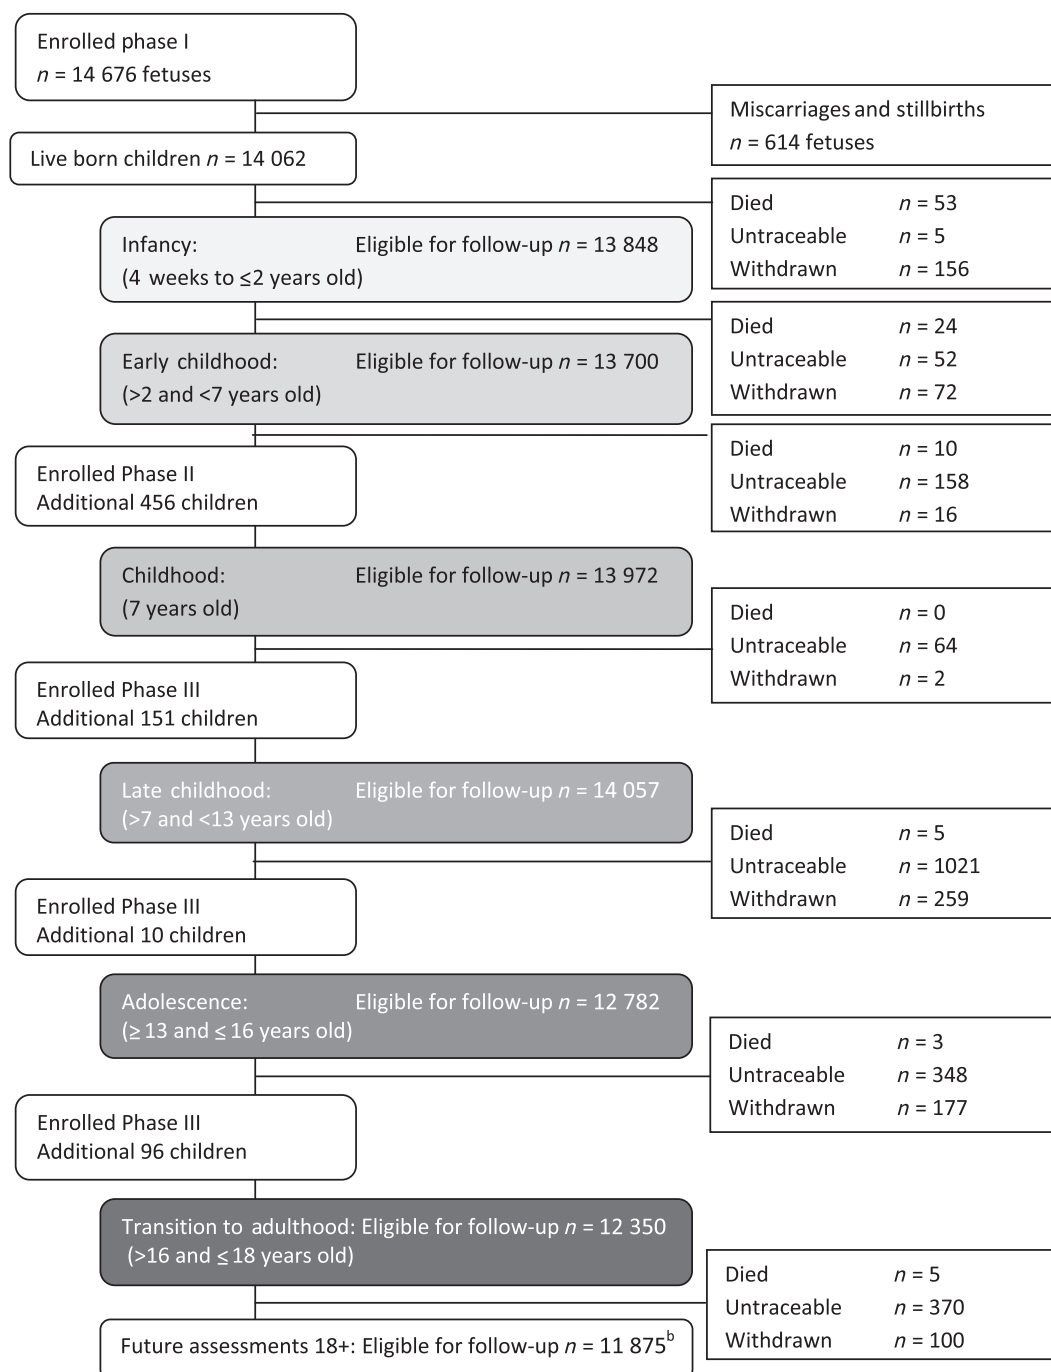 Enrolled phase I
n = 14 676 fetuses
Miscarriages and stillbirths
n = 614 fetuses
Live born children n = 14 062
Died n = 53
Untraceable n = 5
Withdrawn n = 156
Infancy: Eligible for follow-up n = 13 848
(4 weeks to ≤2 years old)
Died n = 24
Untraceable n = 52
Withdrawn n = 72
Early childhood: Eligible for follow-up n = 13 700
(>2 and <7 years old)
Died n = 10
Untraceable n = 158
Withdrawn n = 16
Enrolled Phase II
Additional 456 children
Childhood: Eligible for follow-up n = 13 972
(7 years old)
Died n = 0
Untraceable n = 64
Withdrawn n = 2
Enrolled Phase III
Additional 151 children
Late childhood: Eligible for follow-up n = 14 057
(>7 and <13 years old)
Died n = 5
Untraceable n = 1021
Withdrawn n = 259
Enrolled Phase III
Additional 10 children
Adolescence: Eligible for follow-up n = 12 782
(≥ 13 and ≤ 16 years old)
Died n = 3
Untraceable n = 348
Withdrawn n = 177
Enrolled Phase III
Additional 96 children
Transition to adulthood: Eligible for follow-up n = 12 350
(>16 and ≤ 18 years old)
Died n = 5
Untraceable n = 370
Withdrawn n = 100
Future assessments 18+: Eligible for follow-up n = 11 875b